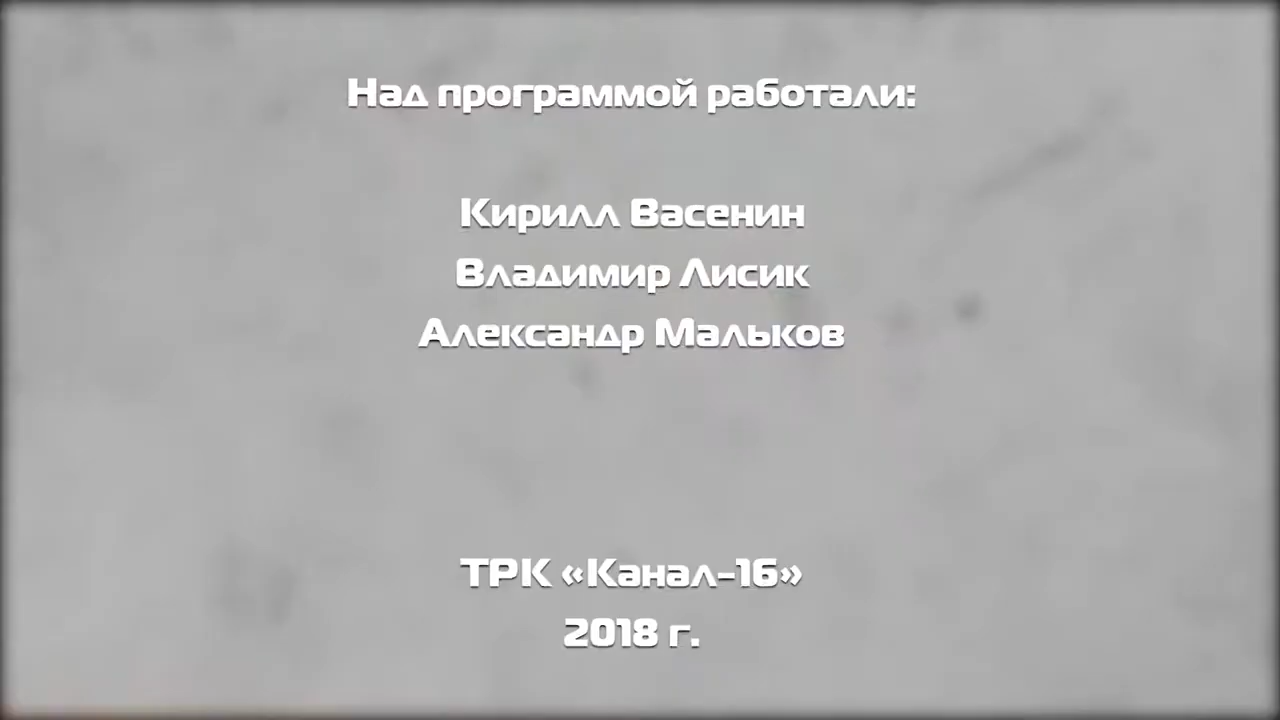 Над программой работали:
Кирилл Васенин
Владимир Лисик
Александр Мальков
ТРК «Канал-16»
2018 г.